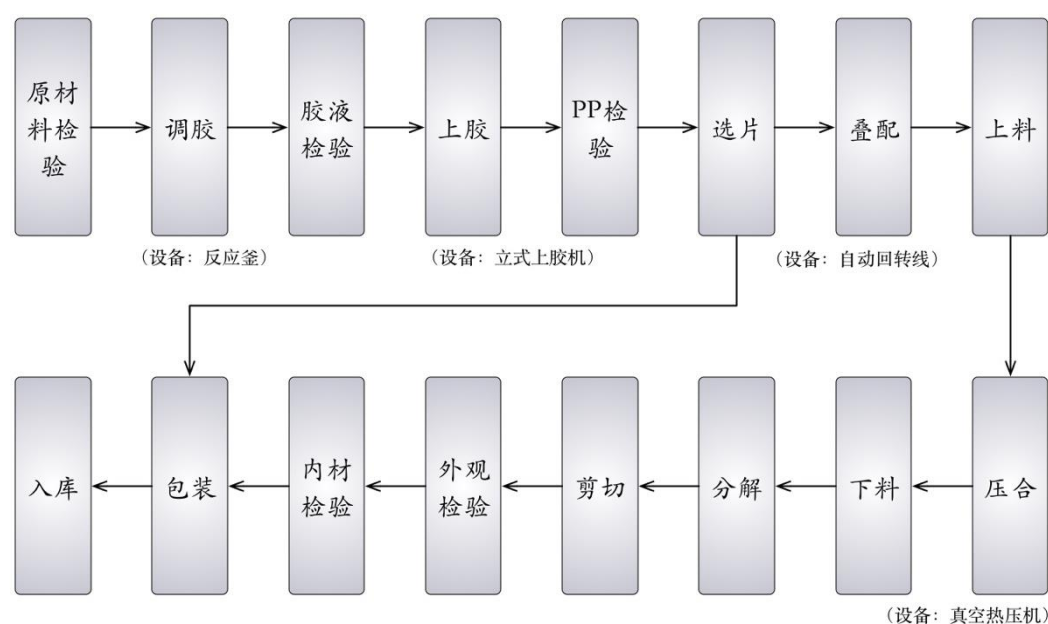 原材
料检
验
调胶
胶液
检验
上胶
PP检
验
选片
叠配
上料
(设备：反应釜)
(设备：立式上胶机)
(设备：自动回转线)
入库
包装
内材
检验
外观
检验
剪切
分解
下料
压合
(设备：真空热压机)